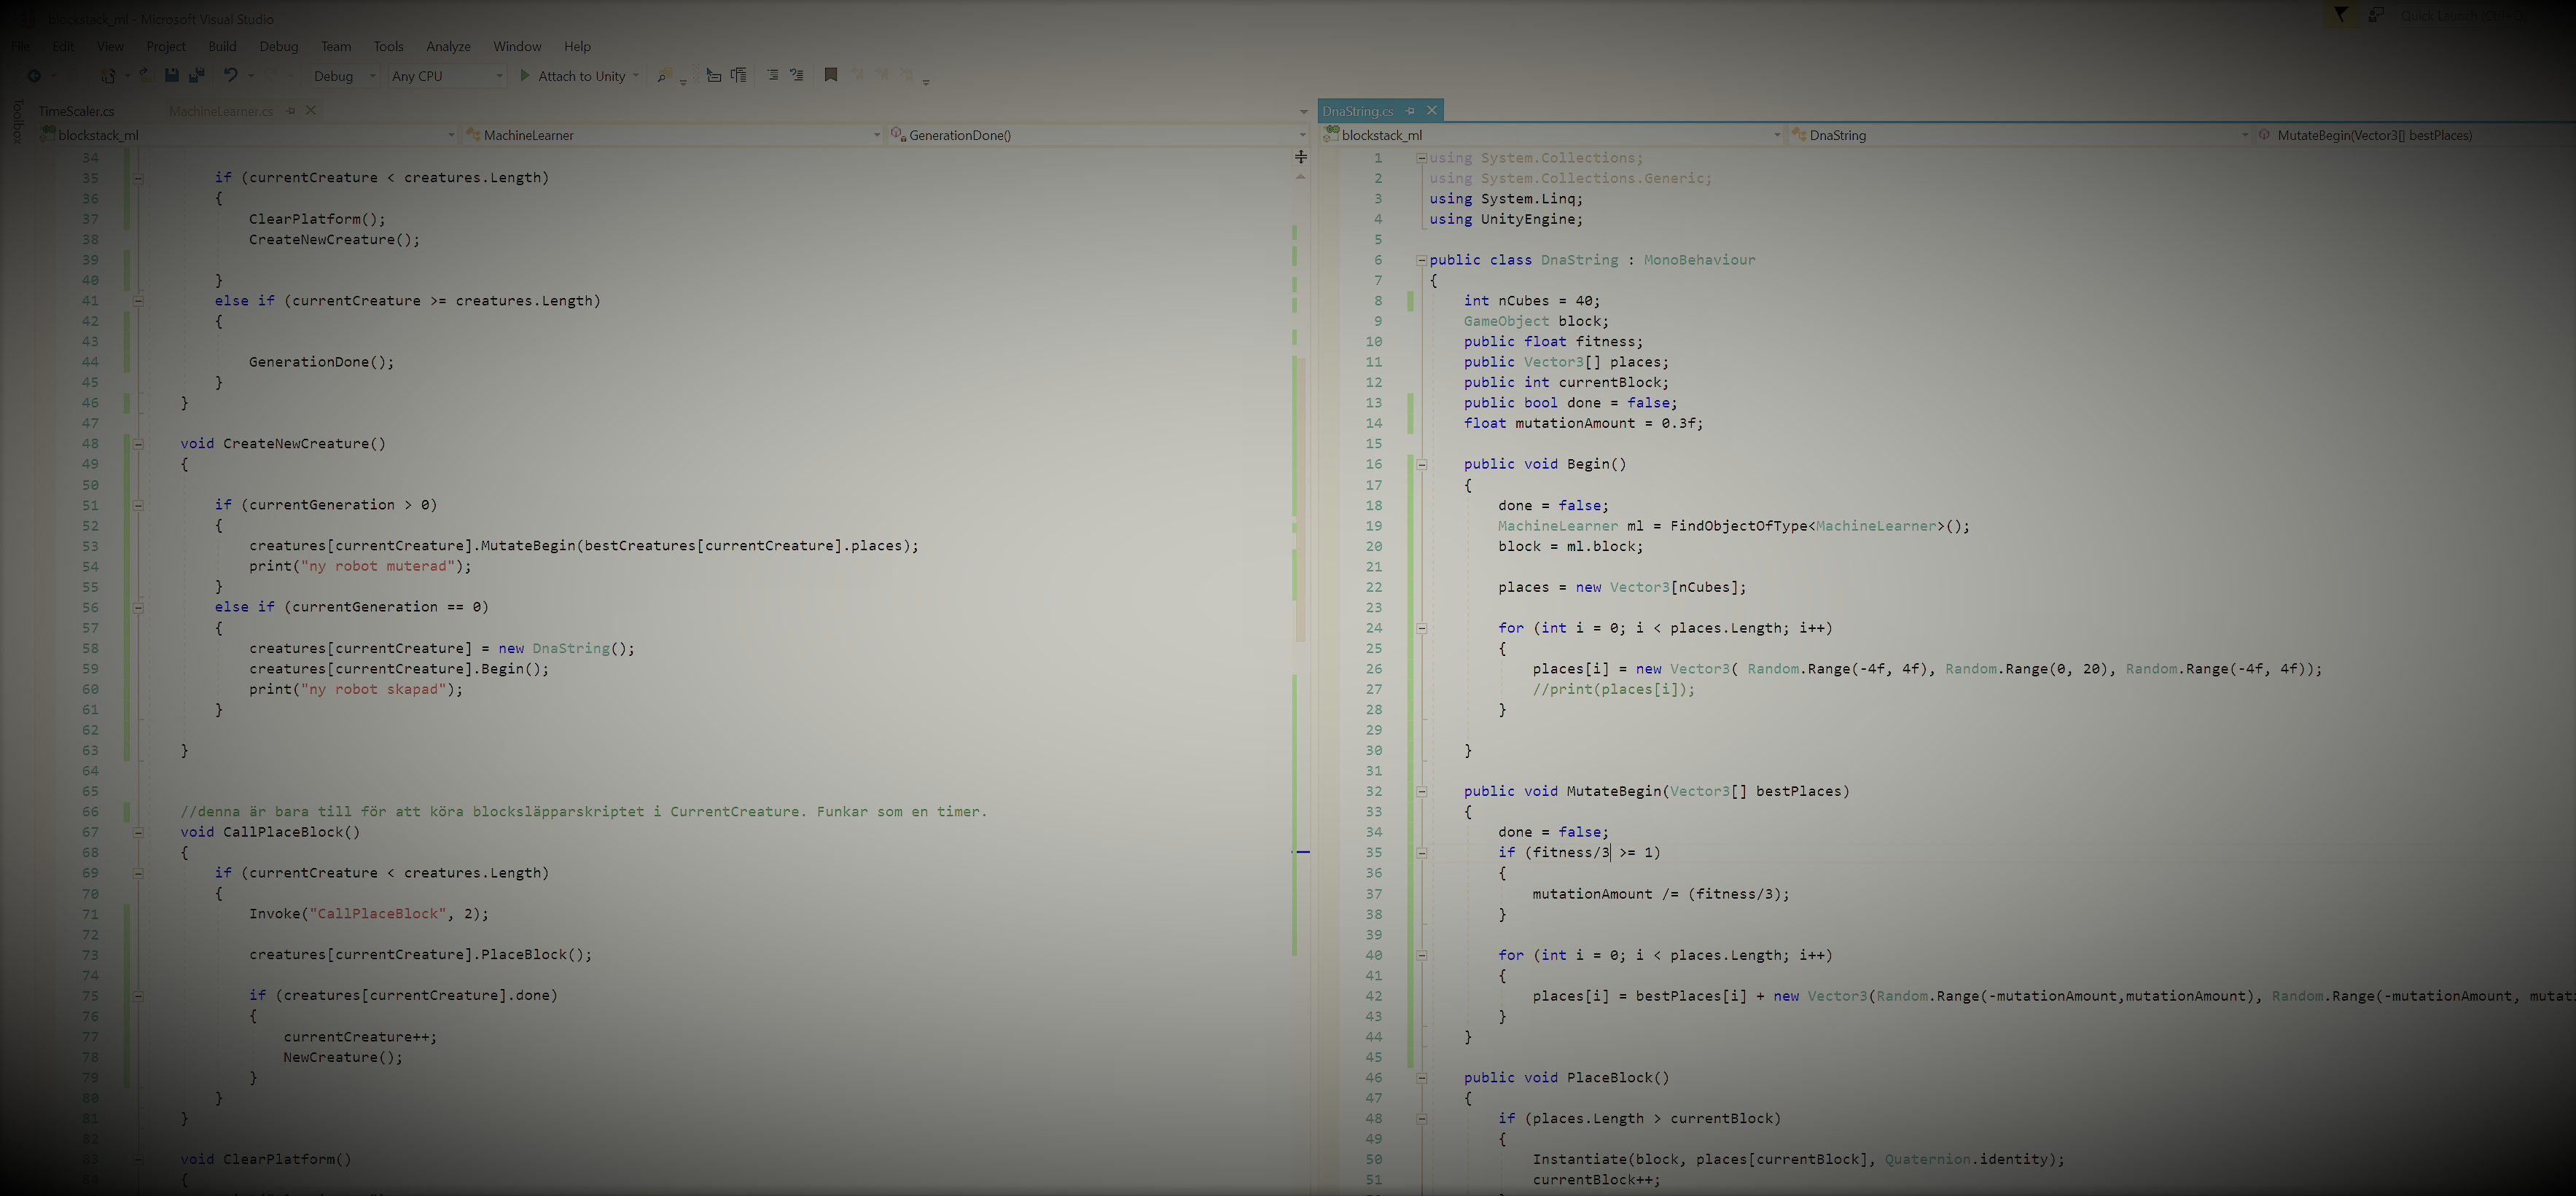 blockstack_ml - Microsoft Visual Studio
File Edit View Project Build Debug Team Tools Analyze Window Help
Debug Any CPU Attach to Unity
Toolbox
TimeScaler.cs MachineLearner.cs
blockstack_ml MachineLearner GenerationDone()
34
35 if (currentCreature < creatures.Length)
36 {
37 ClearPlatform();
38 CreateNewCreature();
39
40 }
41 else if (currentCreature >= creatures.Length)
42 {
43
44 GenerationDone();
45 }
46 }
47
48 void CreateNewCreature()
49 {
50
51 if (currentGeneration > 0)
52 {
53 creatures[currentCreature].MutateBegin(bestCreatures[currentCreature].places);
54 print("ny robot muterad");
55 }
56 else if (currentGeneration == 0)
57 {
58 creatures[currentCreature] = new DnaString();
59 creatures[currentCreature].Begin();
60 print("ny robot skapad");
61 }
62
63 }
64
65
66 //denna är bara till för att köra blocksläpparskriptet i CurrentCreature. Funkar som en timer.
67 void CallPlaceBlock()
68 {
69 if (currentCreature < creatures.Length)
70 {
71 Invoke("CallPlaceBlock", 2);
72
73 creatures[currentCreature].PlaceBlock();
74
75 if (creatures[currentCreature].done)
76 {
77 currentCreature++;
78 NewCreature();
79 }
80 }
81 }
82
83 void ClearPlatform()
{
Quick Launch
DnaString.cs
blockstack_ml DnaString MutateBegin(Vector3[] bestPlaces)
1 using System.Collections;
2 using System.Collections.Generic;
3 using System.Linq;
4 using UnityEngine;
5
6 public class DnaString : MonoBehaviour
7 {
8 int nCubes = 40;
9 GameObject block;
10 public float fitness;
11 public Vector3[] places;
12 public int currentBlock;
13 public bool done = false;
14 float mutationAmount = 0.3f;
15
16 public void Begin()
17 {
18 done = false;
19 MachineLearner ml = FindObjectOfType<MachineLearner>();
20 block = ml.block;
21
22 places = new Vector3[nCubes];
23
24 for (int i = 0; i < places.Length; i++)
25 {
26 places[i] = new Vector3( Random.Range(-4f, 4f), Random.Range(0, 20), Random.Range(-4f, 4f));
27 //print(places[i]);
28 }
29
30 }
31
32 public void MutateBegin(Vector3[] bestPlaces)
33 {
34 done = false;
35 if (fitness/3 >= 1)
36 {
37 mutationAmount /= (fitness/3);
38 }
39
40 for (int i = 0; i < places.Length; i++)
41 {
42 places[i] = bestPlaces[i] + new Vector3(Random.Range(-mutationAmount,mutationAmount), Random.Range(-mutationAmount, mutati
43 }
44 }
45
46 public void PlaceBlock()
47 {
48 if (places.Length > currentBlock)
49 {
50 Instantiate(block, places[currentBlock], Quaternion.identity);
51 currentBlock++;